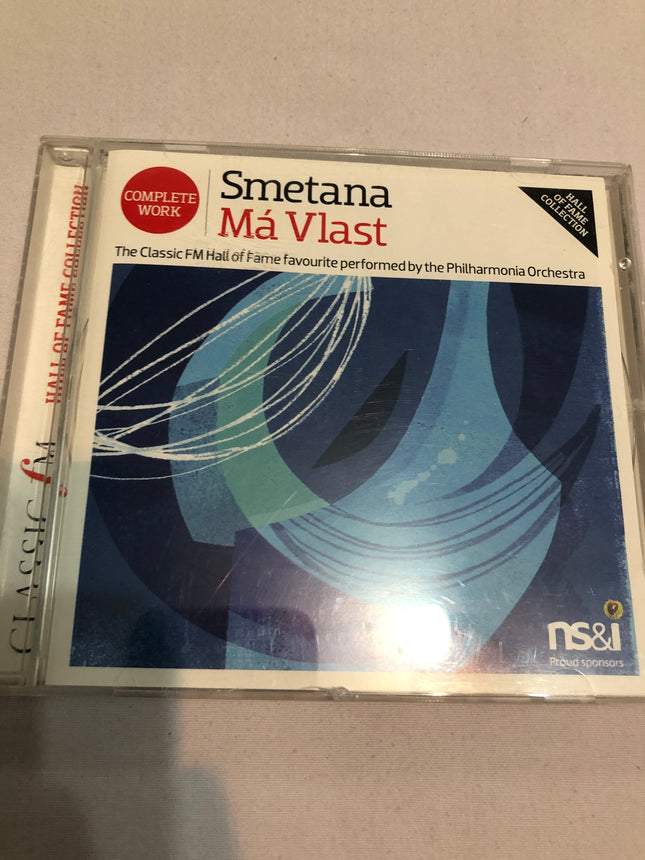 COMPLETE
WORK
Smetana
Má Vlast
HALL
OF FAME
COLLECTION
The Classic FM Hall of Fame favourite performed by the Philharmonia Orchestra
CLASSIC fM HALL OF FAME COLLECTION
ns&i
Proud sponsors